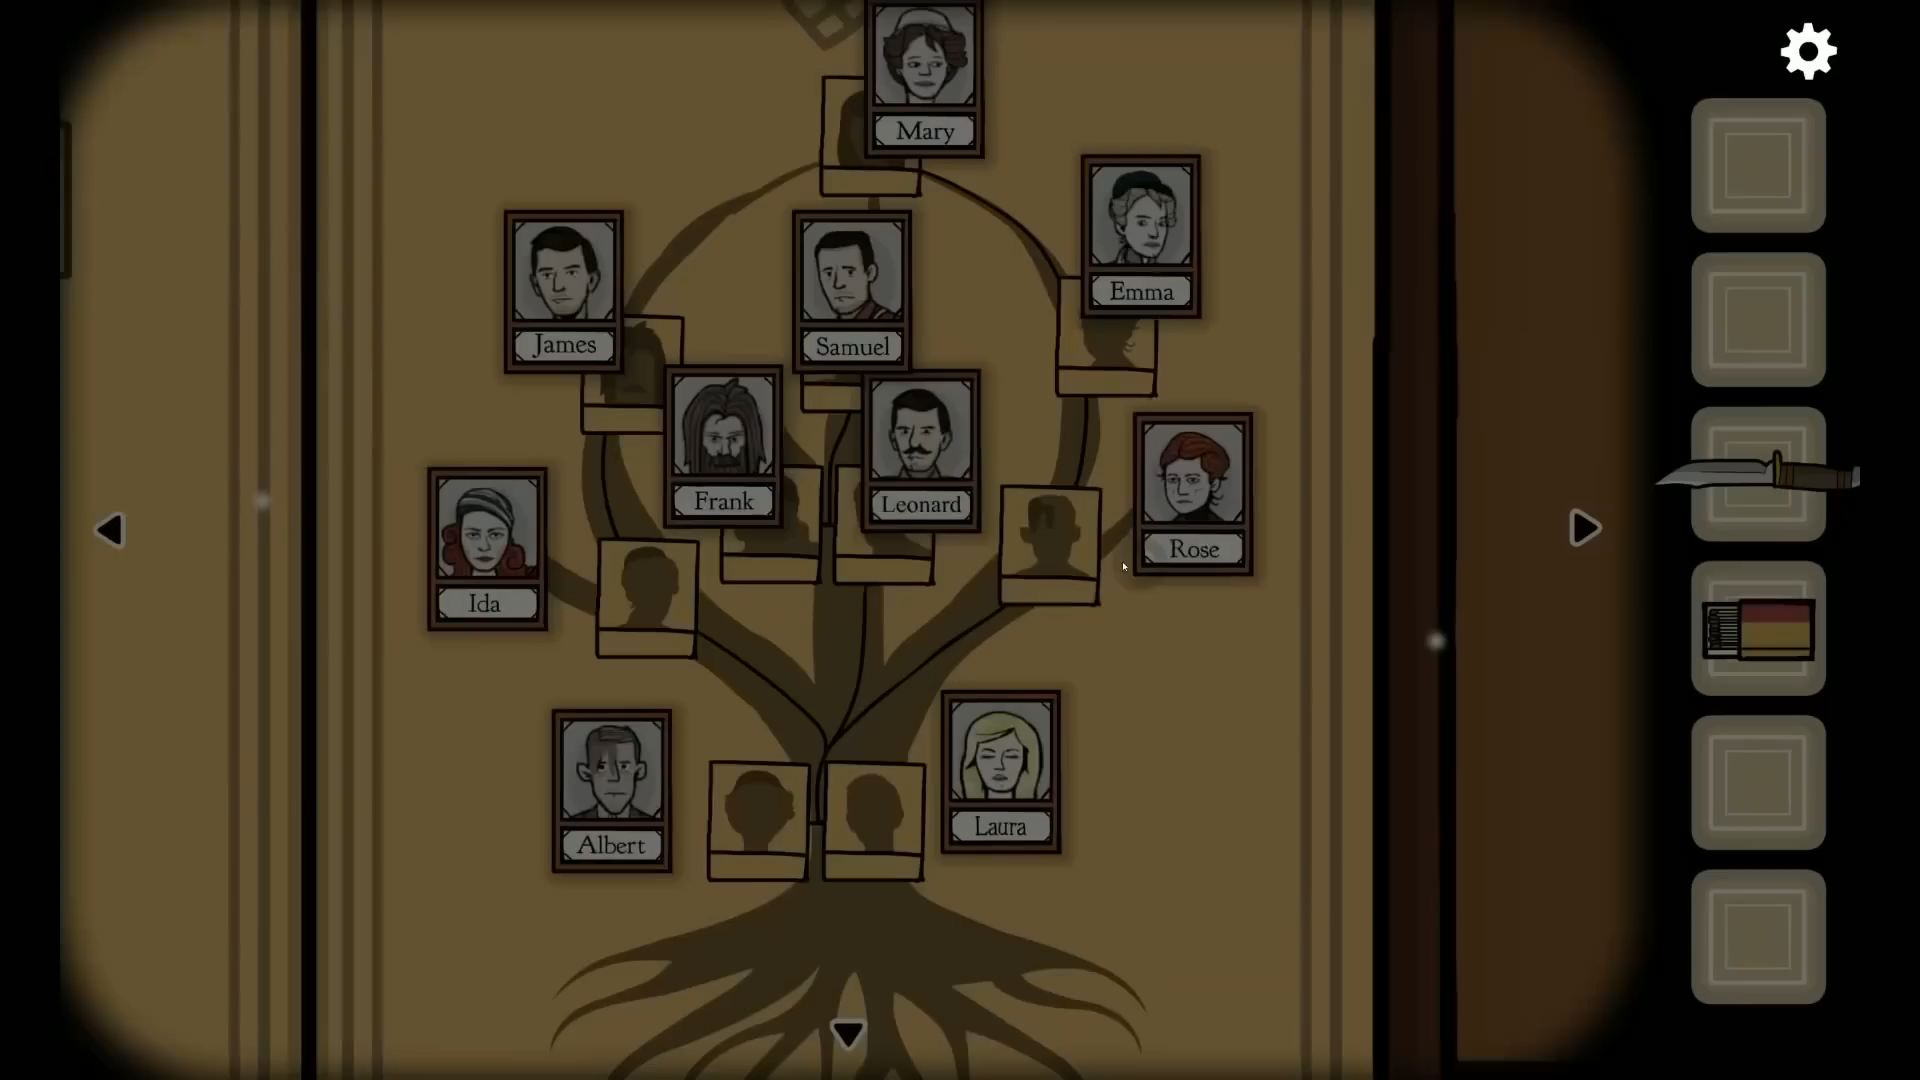 Mary
Emma
James
Samuel
Frank
Leonard
Rose
Ida
Laura
Albert